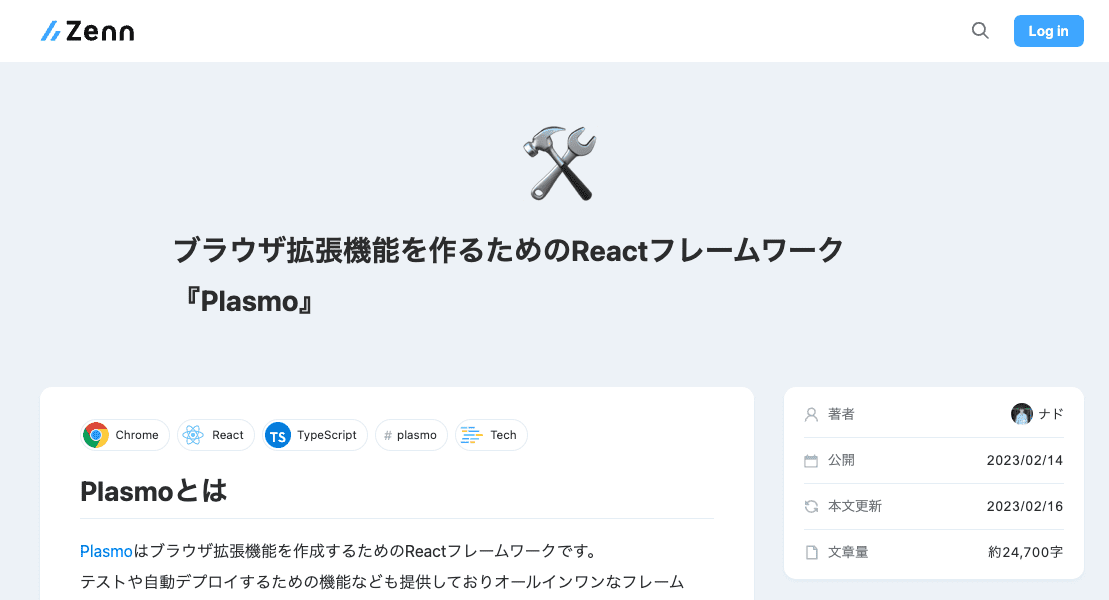 Zenn
Log in
ブラウザ拡張機能を作るためのReactフレームワーク
『Plasmo』
Chrome
React
TS TypeScript
# plasmo
Tech
Plasmoとは
Plasmoはブラウザ拡張機能を作成するためのReactフレームワークです。
テストや自動デプロイするための機能なども提供しておりオールインワンなフレーム
著者 ナド
公開 2023/02/14
本文更新 2023/02/16
文章量 約24,700字